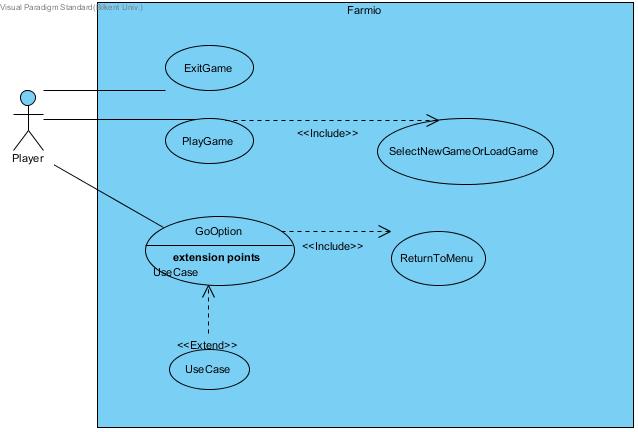 Visual Paradigm Standard(Bilkent Univ.)
Farmio
ExitGame
PlayGame
<<Include>>
SelectNewGameOrLoadGame
Player
GoOption
extension points
UseCase
<<Include>>
ReturnToMenu
<<Extend>>
UseCase